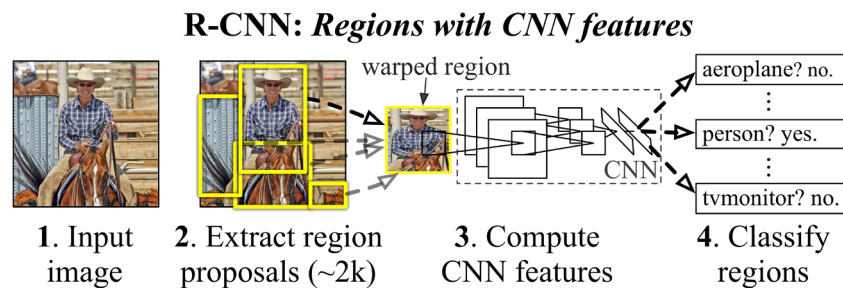 R-CNN: Regions with CNN features
warped region
aeroplane? no.
person? yes.
tvmonitor? no.
CNN
1. Input
image
2. Extract region
proposals (~2k)
3. Compute
CNN features
4. Classify
regions